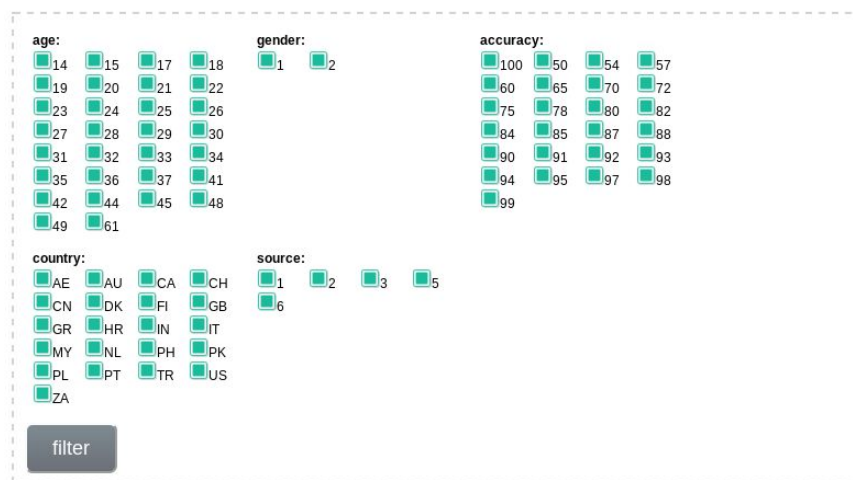 age:
14 15 17 18
19 20 21 22
23 24 25 26
27 28 29 30
31 32 33 34
35 36 37 41
42 44 45 48
49 61
gender:
1 2
accuracy:
100 50 54 57
60 65 70 72
75 78 80 82
84 85 87 88
90 91 92 93
94 95 97 98
99
country:
AE AU CA CH
CN DK FI GB
GR HR IN IT
MY NL PH PK
PL PT TR US
ZA
source:
1 2 3 5
6
filter